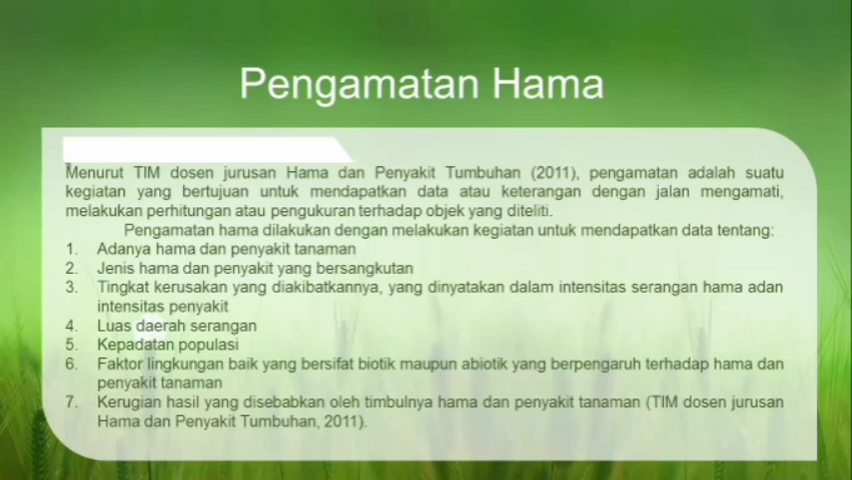 Pengamatan Hama
Menurut TIM dosen jurusan Hama dan Penyakit Tumbuhan (2011), pengamatan adalah suatu
kegiatan yang bertujuan untuk mendapatkan data atau keterangan dengan jalan mengamati,
melakukan perhitungan atau pengukuran terhadap objek yang diteliti.
Pengamatan hama dilakukan dengan melakukan kegiatan untuk mendapatkan data tentang:
1. Adanya hama dan penyakit tanaman
2. Jenis hama dan penyakit yang bersangkutan
3. Tingkat kerusakan yang diakibatkannya, yang dinyatakan dalam intensitas serangan hama adan
intensitas penyakit
4. Luas daerah serangan
5. Kepadatan populasi
6. Faktor lingkungan baik yang bersifat biotik maupun abiotik yang berpengaruh terhadap hama dan
penyakit tanaman
7. Kerugian hasil yang disebabkan oleh timbulnya hama dan penyakit tanaman (TIM dosen jurusan
Hama dan Penyakit Tumbuhan, 2011).